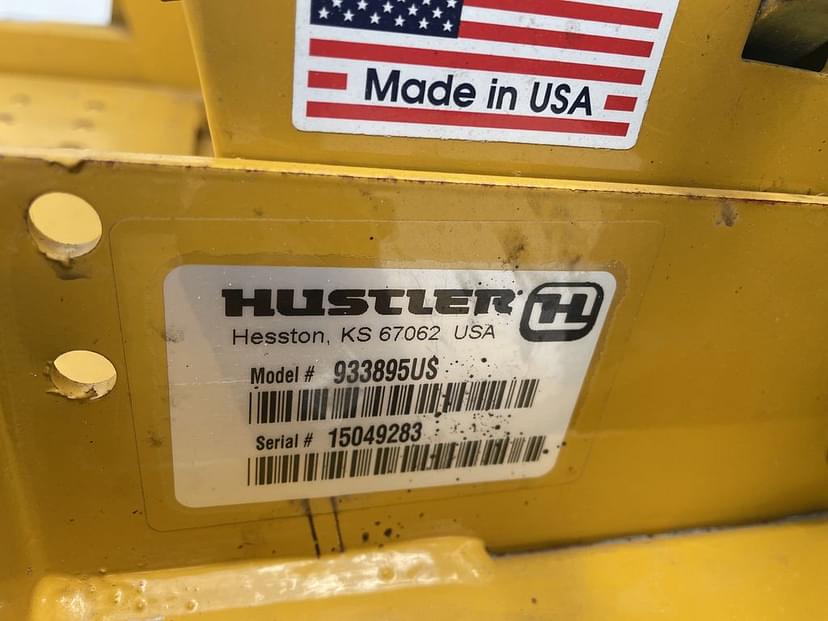 Made in USA
HUSTLER H
Hesston, KS 67062 USA
Model # 933895US
Serial # 15049283